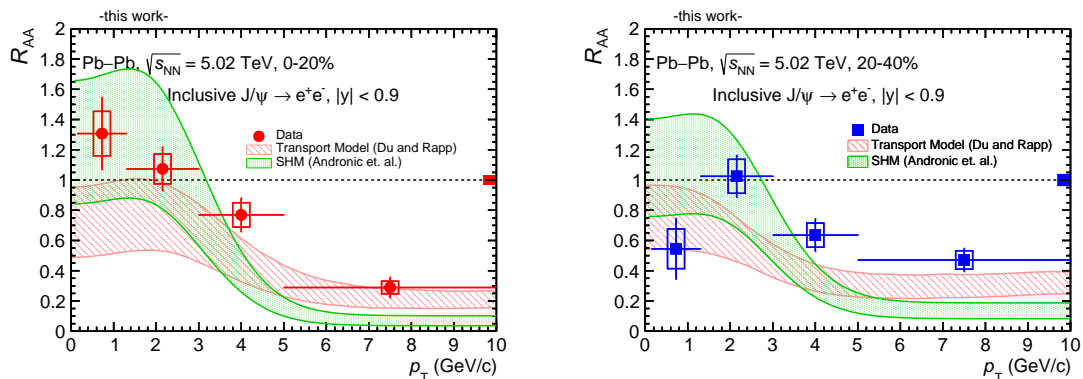 -this work-
R_AA
Pb–Pb, √s_NN = 5.02 TeV, 0-20%
Inclusive J/ψ → e⁺e⁻, |y| < 0.9
Data
Transport Model (Du and Rapp)
SHM (Andronic et. al.)
2
1.8
1.6
1.4
1.2
1
0.8
0.6
0.4
0.2
0
0 1 2 3 4 5 6 7 8 9 10
p_T (GeV/c)
-this work-
R_AA
Pb–Pb, √s_NN = 5.02 TeV, 20-40%
Inclusive J/ψ → e⁺e⁻, |y| < 0.9
Data
Transport Model (Du and Rapp)
SHM (Andronic et. al.)
2
1.8
1.6
1.4
1.2
1
0.8
0.6
0.4
0.2
0
0 1 2 3 4 5 6 7 8 9 10
p_T (GeV/c)